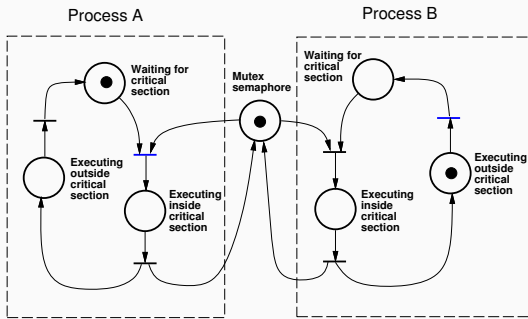 Process A
Process B
Waiting for
critical
section
Mutex
semaphore
Waiting for
critical
section
Executing
outside
critical
section
Executing
inside
critical
section
Executing
inside
critical
section
Executing
outside
critical
section